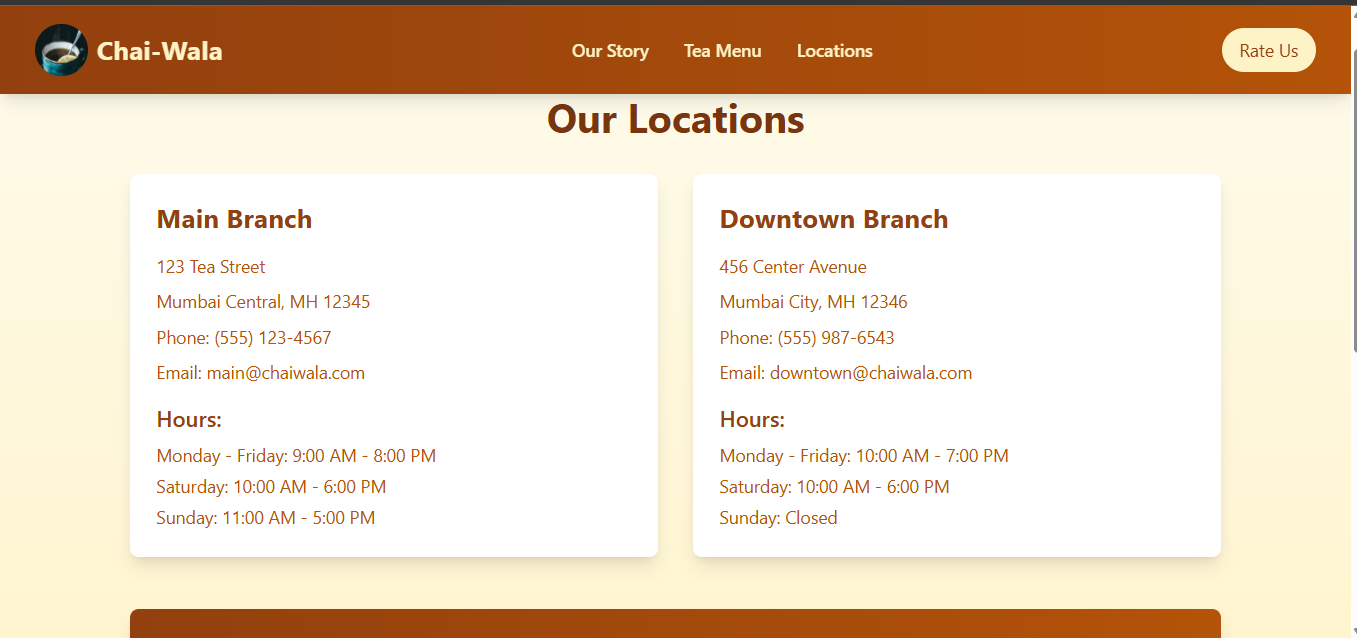 Chai-Wala
Our Story
Tea Menu
Locations
Rate Us
Our Locations
Main Branch
123 Tea Street
Mumbai Central, MH 12345
Phone: (555) 123-4567
Email: main@chaiwala.com
Hours:
Monday - Friday: 9:00 AM - 8:00 PM
Saturday: 10:00 AM - 6:00 PM
Sunday: 11:00 AM - 5:00 PM
Downtown Branch
456 Center Avenue
Mumbai City, MH 12346
Phone: (555) 987-6543
Email: downtown@chaiwala.com
Hours:
Monday - Friday: 10:00 AM - 7:00 PM
Saturday: 10:00 AM - 6:00 PM
Sunday: Closed